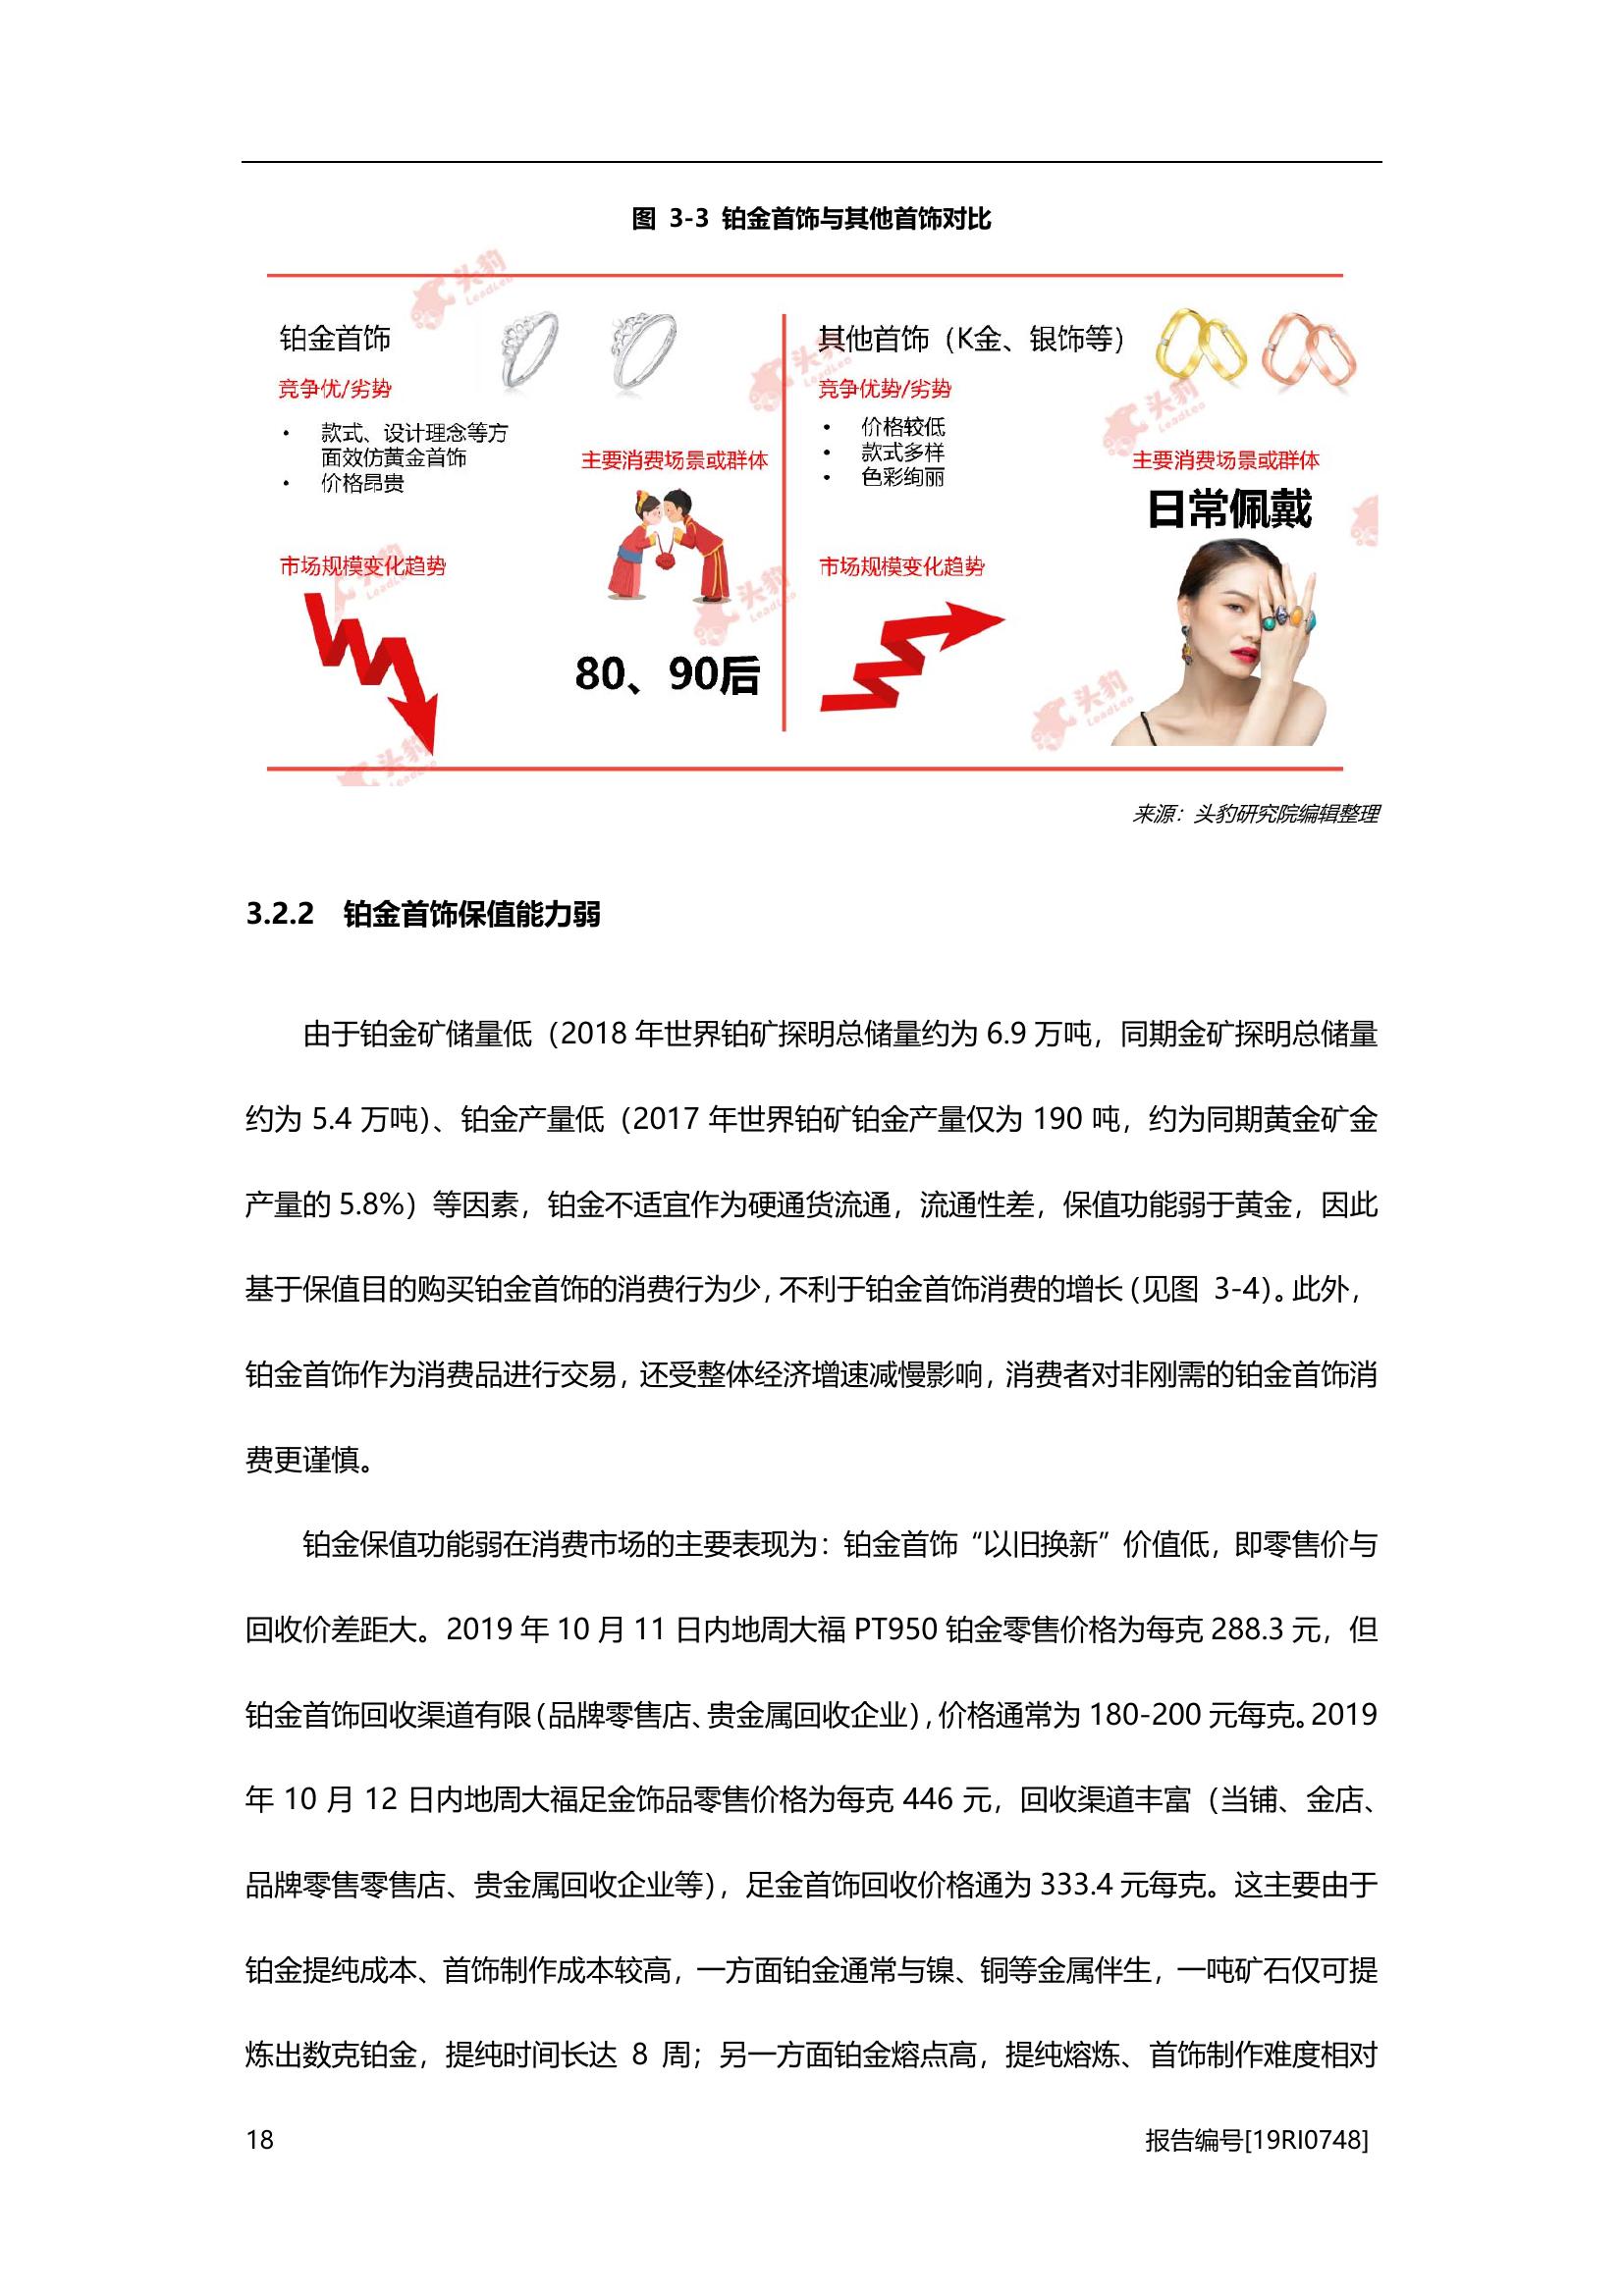 图 3-3 铂金首饰与其他首饰对比
铂金首饰
竞争优/劣势
• 款式、设计理念等方
面效仿黄金首饰
• 价格昂贵
主要消费场景或群体
80、90后
市场规模变化趋势
其他首饰（K金、银饰等）
竞争优势/劣势
• 价格较低
• 款式多样
• 色彩绚丽
主要消费场景或群体
日常佩戴
市场规模变化趋势
头豹
LeadLeo
来源：头豹研究院编辑整理
3.2.2 铂金首饰保值能力弱
由于铂金矿储量低（2018 年世界铂矿探明总储量约为 6.9 万吨，同期金矿探明总储量
约为 5.4 万吨）、铂金产量低（2017 年世界铂矿铂金产量仅为 190 吨，约为同期黄金矿金
产量的 5.8%）等因素，铂金不适宜作为硬通货流通，流通性差，保值功能弱于黄金，因此
基于保值目的购买铂金首饰的消费行为少，不利于铂金首饰消费的增长（见图 3-4）。此外，
铂金首饰作为消费品进行交易，还受整体经济增速减慢影响，消费者对非刚需的铂金首饰消
费更谨慎。
铂金保值功能弱在消费市场的主要表现为：铂金首饰“以旧换新”价值低，即零售价与
回收价差距大。2019 年 10 月 11 日内地周大福 PT950 铂金零售价格为每克 288.3 元，但
铂金首饰回收渠道有限（品牌零售店、贵金属回收企业），价格通常为 180-200 元每克。2019
年 10 月 12 日内地周大福足金饰品零售价格为每克 446 元，回收渠道丰富（当铺、金店、
品牌零售零售店、贵金属回收企业等），足金首饰回收价格通为 333.4 元每克。这主要由于
铂金提纯成本、首饰制作成本较高，一方面铂金通常与镍、铜等金属伴生，一吨矿石仅可提
炼出数克铂金，提纯时间长达 8 周；另一方面铂金熔点高，提纯熔炼、首饰制作难度相对
18
报告编号[19RI0748]